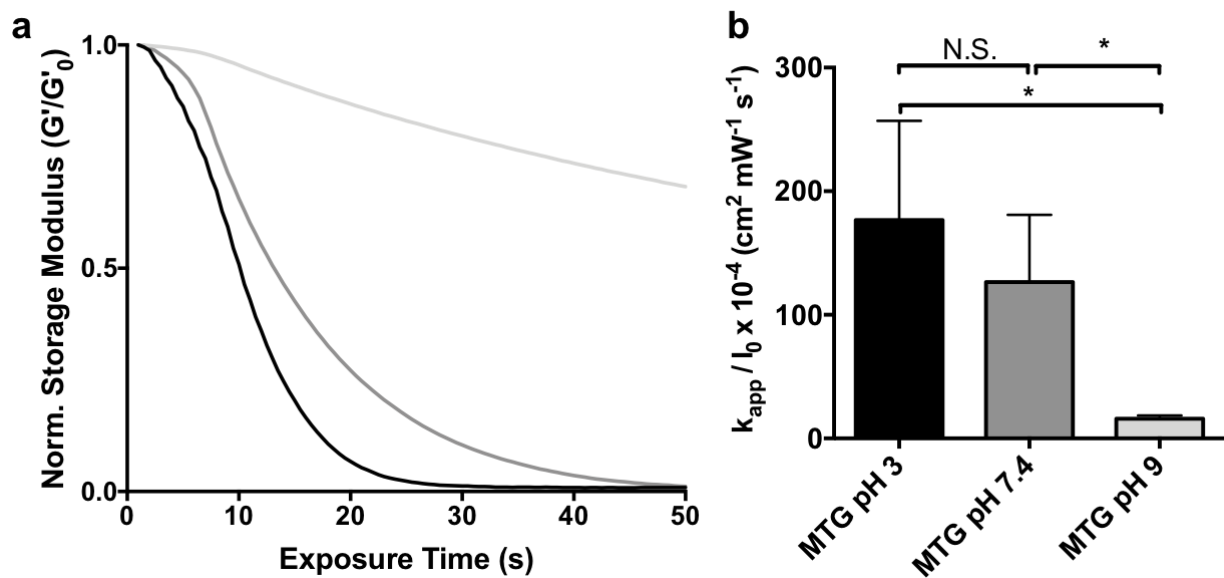 a
Norm. Storage Modulus (G'/G'₀)
1.0
0.5
0.0
0 10 20 30 40 50
Exposure Time (s)
b
N.S. *
*
k_app / I₀ x 10⁻⁴ (cm² mW⁻¹ s⁻¹)
300
200
100
0
MTG pH 3
MTG pH 7.4
MTG pH 9